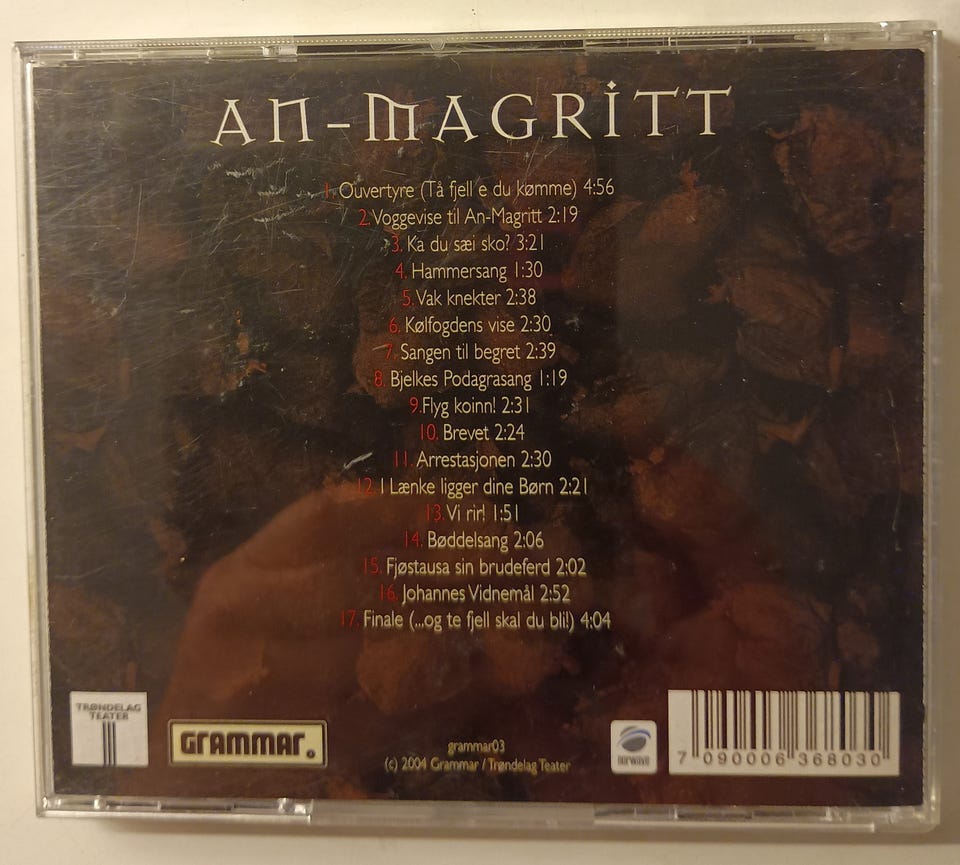 AN-MAGRITT
1. Ouvertyre (Tå fjell e du kømme) 4:56
2. Voggevise til An-Magritt 2:19
3. Ka du sæi sko? 3:21
4. Hammersang 1:30
5. Vak knekter 2:38
6. Kølfogdens vise 2:30
7. Sangen til begret 2:39
8. Bjelkes Podagrasang 1:19
9. Flyg koinn! 2:31
10. Brevet 2:24
11. Arrestasjonen 2:30
12. I Lænke ligger dine Børn 2:21
13. Vi rir! 1:51
14. Bøddelsang 2:06
15. Fjøstausa sin brudeferd 2:02
16. Johannes Vidnemål 2:52
17. Finale (...og te fjell skal du bli!) 4:04
TRØNDELAG
TEATER
GRAMMAR.
grammar03
(c) 2004 Grammar / Trøndelag Teater
7 090006 368030